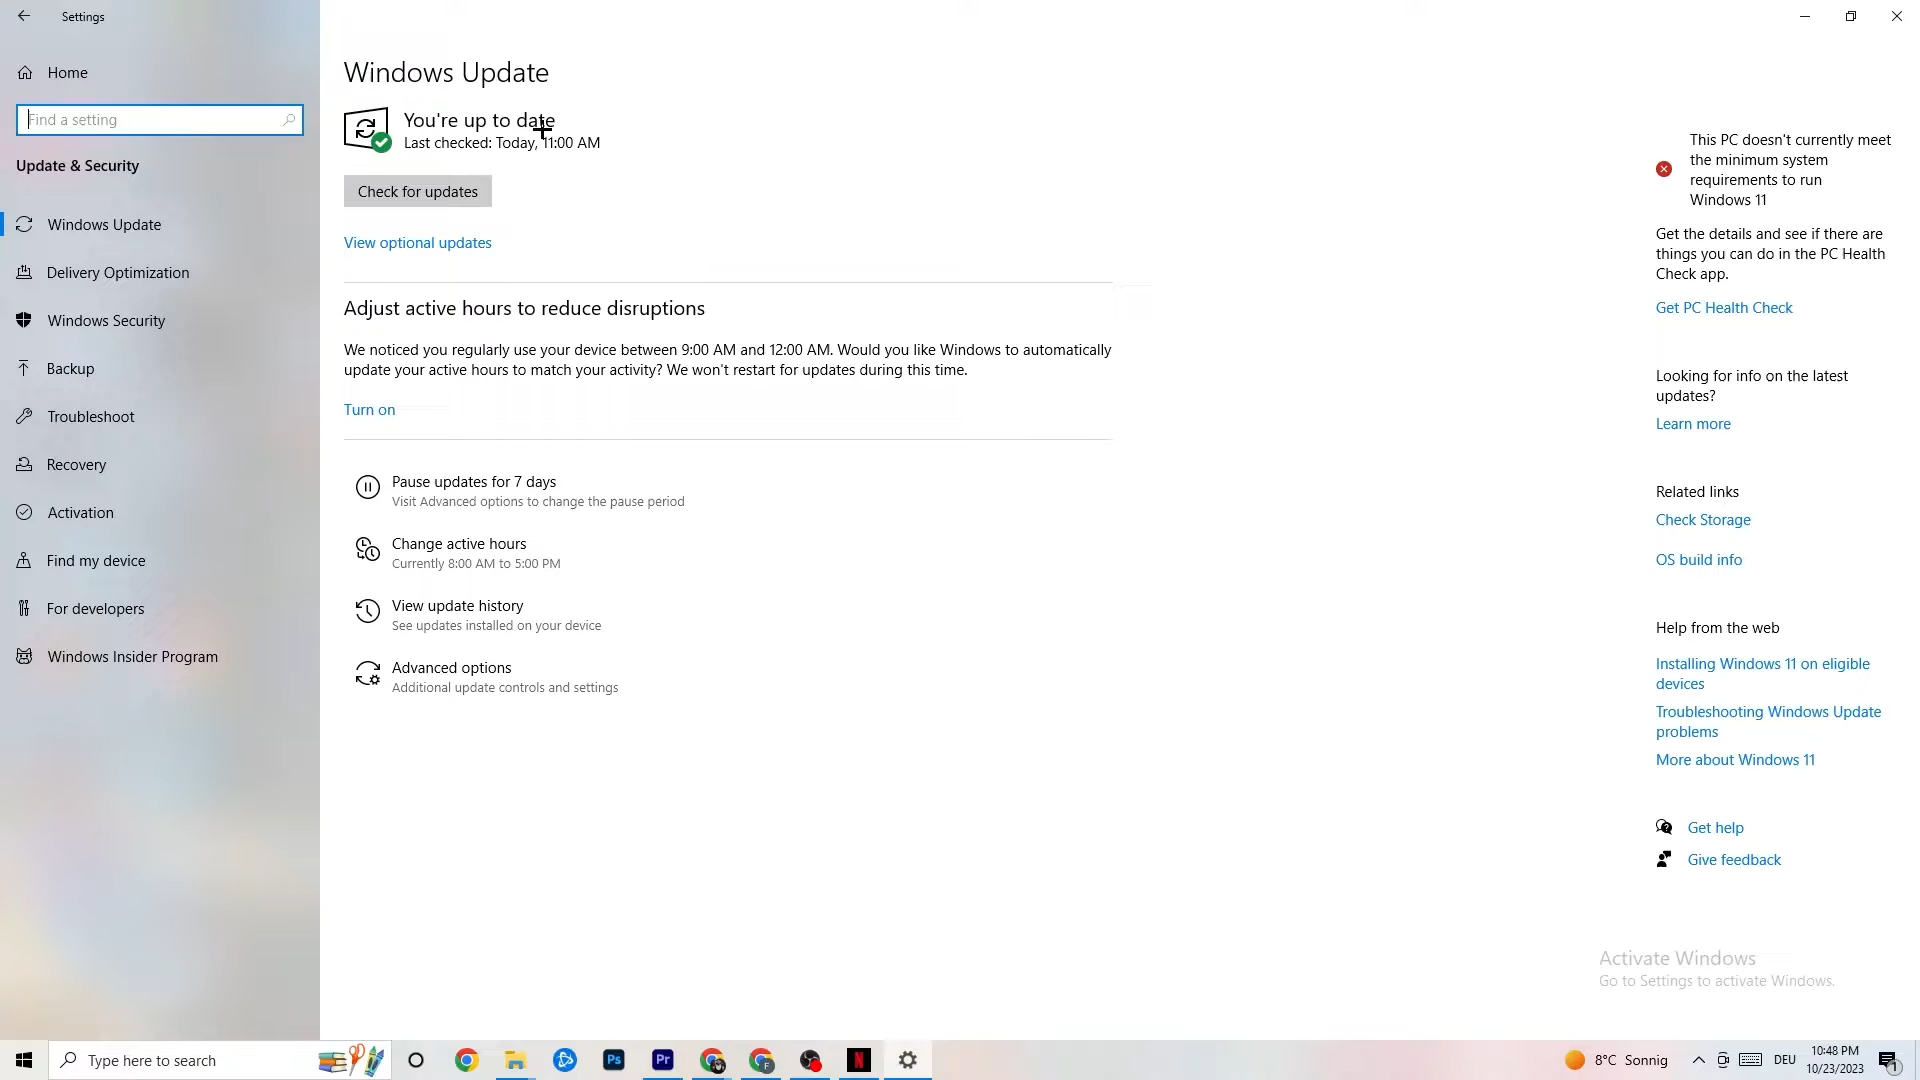 Settings
Home
Find a setting
Update & Security
Windows Update
Delivery Optimization
Windows Security
Backup
Troubleshoot
Recovery
Activation
Find my device
For developers
Windows Insider Program
Windows Update
You're up to date
Last checked: Today, 11:00 AM
Check for updates
View optional updates
Adjust active hours to reduce disruptions
We noticed you regularly use your device between 9:00 AM and 12:00 AM. Would you like Windows to automatically
update your active hours to match your activity? We won't restart for updates during this time.
Turn on
Pause updates for 7 days
Visit Advanced options to change the pause period
Change active hours
Currently 8:00 AM to 5:00 PM
View update history
See updates installed on your device
Advanced options
Additional update controls and settings
This PC doesn't currently meet
the minimum system
requirements to run
Windows 11
Get the details and see if there are
things you can do in the PC Health
Check app.
Get PC Health Check
Looking for info on the latest
updates?
Learn more
Related links
Check Storage
OS build info
Help from the web
Installing Windows 11 on eligible
devices
Troubleshooting Windows Update
problems
More about Windows 11
Get help
Give feedback
Activate Windows
Go to Settings to activate Windows.
Type here to search
Ps
Pr
F
N
8°C Sonnig
DEU
10:48 PM
10/23/2023
1